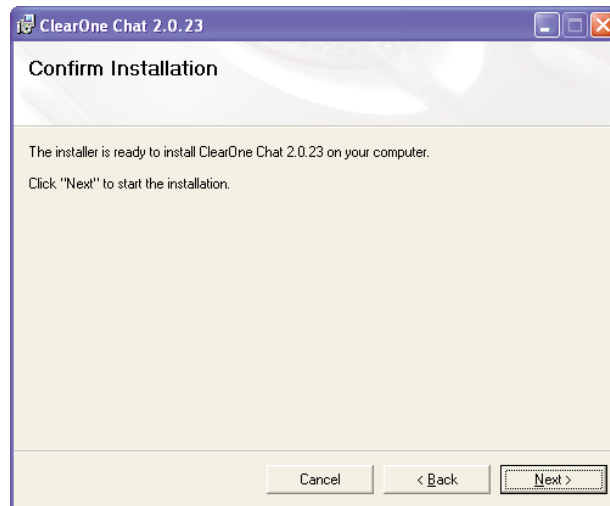 ClearOne Chat 2.0.23
Confirm Installation
The installer is ready to install ClearOne Chat 2.0.23 on your computer.
Click "Next" to start the installation.
Cancel
< Back
Next >